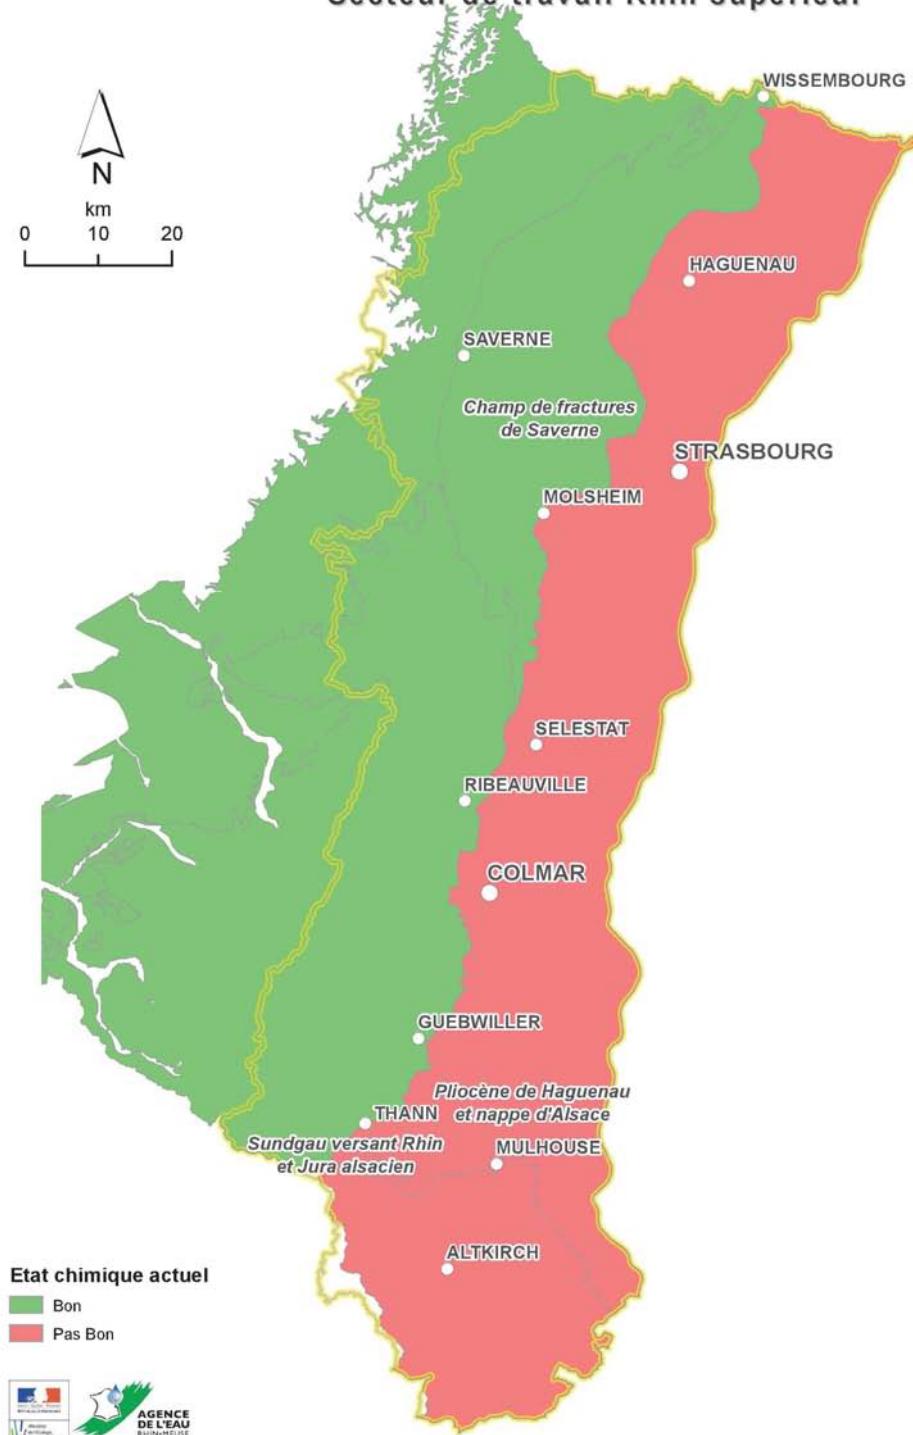 Secteur de travail Rhin supérieur
WISSEMBOURG
N
km
0 10 20
HAGUENAU
SAVERNE
Champ de fractures
de Saverne
STRASBOURG
MOLSHEIM
SELESTAT
RIBEAUVILLE
COLMAR
GUEBWILLER
Pliocène de Haguenau
et nappe d'Alsace
THANN
Sundgau versant Rhin
et Jura alsacien
MULHOUSE
ALTKIRCH
Etat chimique actuel
Bon
Pas Bon
AGENCE
DE L'EAU
RHIN-MEUSE